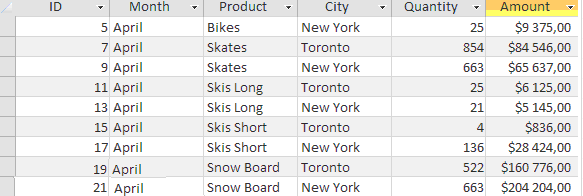 ID Month Product City Quantity Amount
5 April Bikes New York 25 $9 375,00
7 April Skates Toronto 854 $84 546,00
9 April Skates New York 663 $65 637,00
11 April Skis Long Toronto 25 $6 125,00
13 April Skis Long New York 21 $5 145,00
15 April Skis Short Toronto 4 $836,00
17 April Skis Short New York 136 $28 424,00
19 April Snow Board Toronto 522 $160 776,00
21 April Snow Board New York 663 $204 204,00